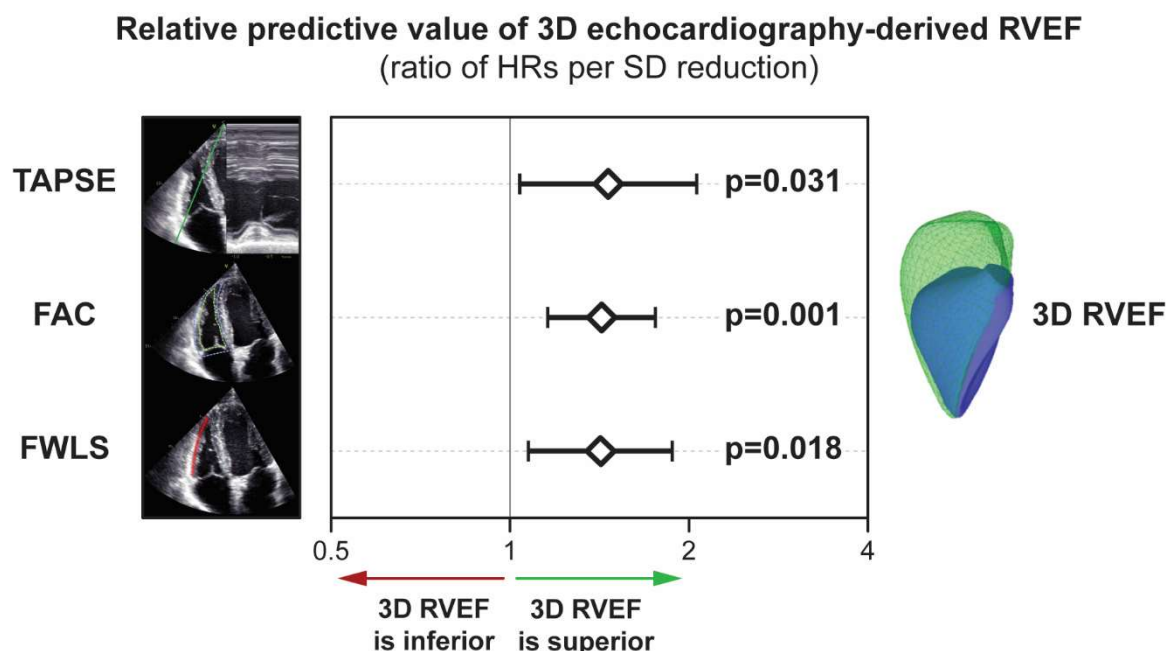 Relative predictive value of 3D echocardiography-derived RVEF
(ratio of HRs per SD reduction)
TAPSE
p=0.031
FAC
p=0.001
3D RVEF
FWLS
p=0.018
0.5 1 2 4
3D RVEF
is inferior
3D RVEF
is superior